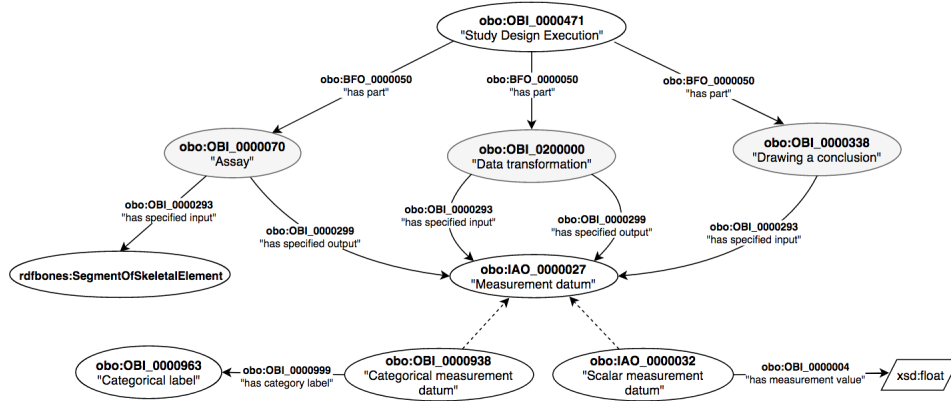 obo:OBI_0000471
"Study Design Execution"
obo:BFO_0000050
"has part"
obo:BFO_0000050
"has part"
obo:BFO_0000050
"has part"
obo:OBI_0000070
"Assay"
obo:OBI_0200000
"Data transformation"
obo:OBI_0000338
"Drawing a conclusion"
obo:OBI_0000293
"has specified input"
obo:OBI_0000299
"has specified output"
obo:OBI_0000293
"has specified input"
obo:OBI_0000299
"has specified output"
obo:OBI_0000293
"has specified input"
rdfbones:SegmentOfSkeletalElement
obo:IAO_0000027
"Measurement datum"
obo:OBI_0000963
"Categorical label"
obo:OBI_0000999
"has category label"
obo:OBI_0000938
"Categorical measurement
datum"
obo:IAO_0000032
"Scalar measurement
datum"
obo:OBI_0000004
"has measurement value"
xsd:float